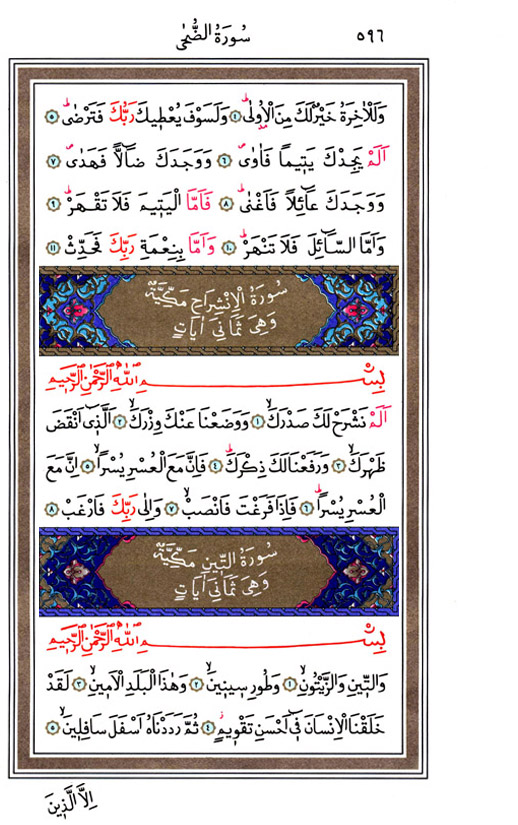 سُورَةُ الضُّحٰى ٥٩٦
وَلَلْاٰخِرَةُ خَيْرٌ لَكَ مِنَ الْاُو۫لٰىۜ ﴿٤﴾ وَلَسَوْفَ يُعْط۪يكَ رَبُّكَ فَتَرْضٰىۜ ﴿٥﴾
اَلَمْ يَجِدْكَ يَت۪يمًا فَاٰوٰىۖ ﴿٦﴾ وَوَجَدَكَ ضَٓالًّا فَهَدٰىۖ ﴿٧﴾
وَوَجَدَكَ عَٓائِلًا فَاَغْنٰىۜ ﴿٨﴾ فَاَمَّا الْيَت۪يمَ فَلَا تَقْهَرْۜ ﴿٩﴾
وَاَمَّا السَّٓائِلَ فَلَا تَنْهَرْۜ ﴿١٠﴾ وَاَمَّا بِنِعْمَةِ رَبِّكَ فَحَدِّثْ ﴿١١﴾
سُورَةُ الْاِنْشِرَاحِ مَكِّيَّةٌ
وَهِيَ ثَمَانِي اٰيَاتٍ
بِسْمِ اللّٰهِ الرَّحْمٰنِ الرَّح۪يمِ
اَلَمْ نَشْرَحْ لَكَ صَدْرَكَۙ ﴿١﴾ وَوَضَعْنَا عَنْكَ وِزْرَكَۙ ﴿٢﴾ اَلَّذ۪ٓي اَنْقَضَ
ظَهْرَكَۙ ﴿٣﴾ وَرَفَعْنَا لَكَ ذِكْرَكَۜ ﴿٤﴾ فَاِنَّ مَعَ الْعُسْرِ يُسْرًاۙ ﴿٥﴾ اِنَّ مَعَ
الْعُسْرِ يُسْرًاۜ ﴿٦﴾ فَاِذَا فَرَغْتَ فَانْصَبْۙ ﴿٧﴾ وَاِلٰى رَبِّكَ فَارْغَبْ ﴿٨﴾
سُورَةُ التّ۪ينِ مَكِّيَّةٌ
وَهِيَ ثَمَانِي اٰيَاتٍ
بِسْمِ اللّٰهِ الرَّحْمٰنِ الرَّح۪يمِ
وَالتّ۪ينِ وَالزَّيْتُونِۙ ﴿١﴾ وَطُورِ س۪ين۪ينَۙ ﴿٢﴾ وَهٰذَا الْبَلَدِ الْاَم۪ينِۙ ﴿٣﴾ لَقَدْ
خَلَقْنَا الْاِنْسَانَ ف۪ٓي اَحْسَنِ تَقْو۪يمٍۘ ﴿٤﴾ ثُمَّ رَدَدْنَاهُ اَسْفَلَ سَافِل۪ينَۙ ﴿٥﴾
اِلَّا الَّذ۪ينَ